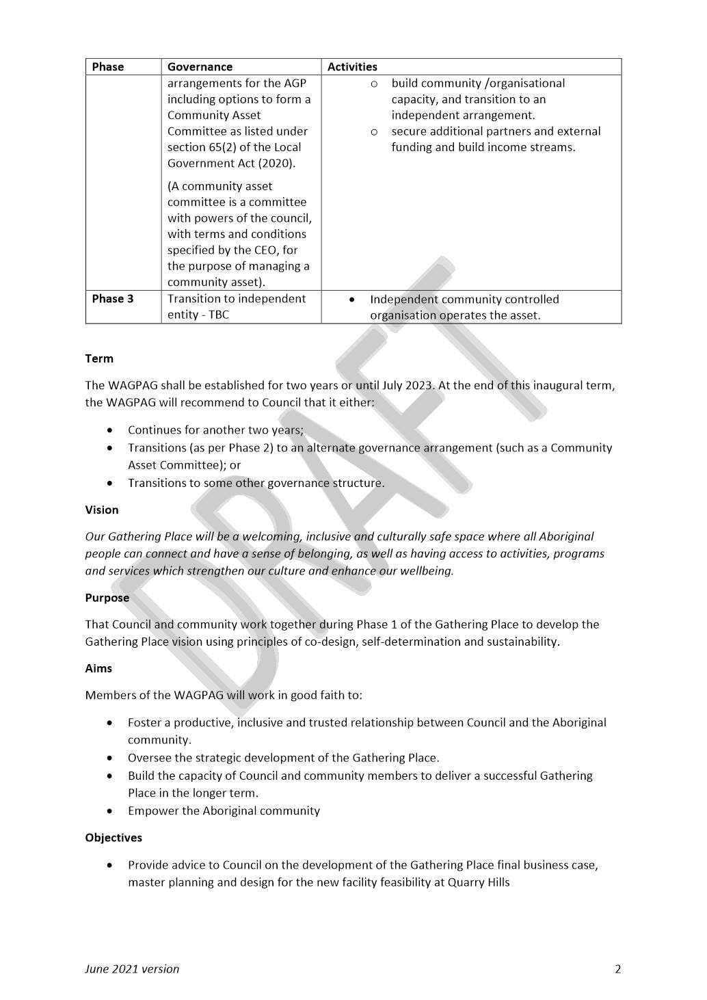 Phase Governance Activities
arrangements for the AGP
including options to form a
Community Asset
Committee as listed under
section 65(2) of the Local
Government Act (2020).
(A community asset
committee is a committee
with powers of the council,
with terms and conditions
specified by the CEO, for
the purpose of managing a
community asset).
o build community /organisational
capacity, and transition to an
independent arrangement.
o secure additional partners and external
funding and build income streams.
Phase 3
Transition to independent
entity - TBC
• Independent community controlled
organisation operates the asset.
Term
The WAGPAG shall be established for two years or until July 2023. At the end of this inaugural term,
the WAGPAG will recommend to Council that it either:
• Continues for another two years;
• Transitions (as per Phase 2) to an alternate governance arrangement (such as a Community
Asset Committee); or
• Transitions to some other governance structure.
Vision
Our Gathering Place will be a welcoming, inclusive and culturally safe space where all Aboriginal
people can connect and have a sense of belonging, as well as having access to activities, programs
and services which strengthen our culture and enhance our wellbeing.
Purpose
That Council and community work together during Phase 1 of the Gathering Place to develop the
Gathering Place vision using principles of co-design, self-determination and sustainability.
Aims
Members of the WAGPAG will work in good faith to:
• Foster a productive, inclusive and trusted relationship between Council and the Aboriginal
community.
• Oversee the strategic development of the Gathering Place.
• Build the capacity of Council and community members to deliver a successful Gathering
Place in the longer term.
• Empower the Aboriginal community
Objectives
• Provide advice to Council on the development of the Gathering Place final business case,
master planning and design for the new facility feasibility at Quarry Hills
June 2021 version 2
DRAFT